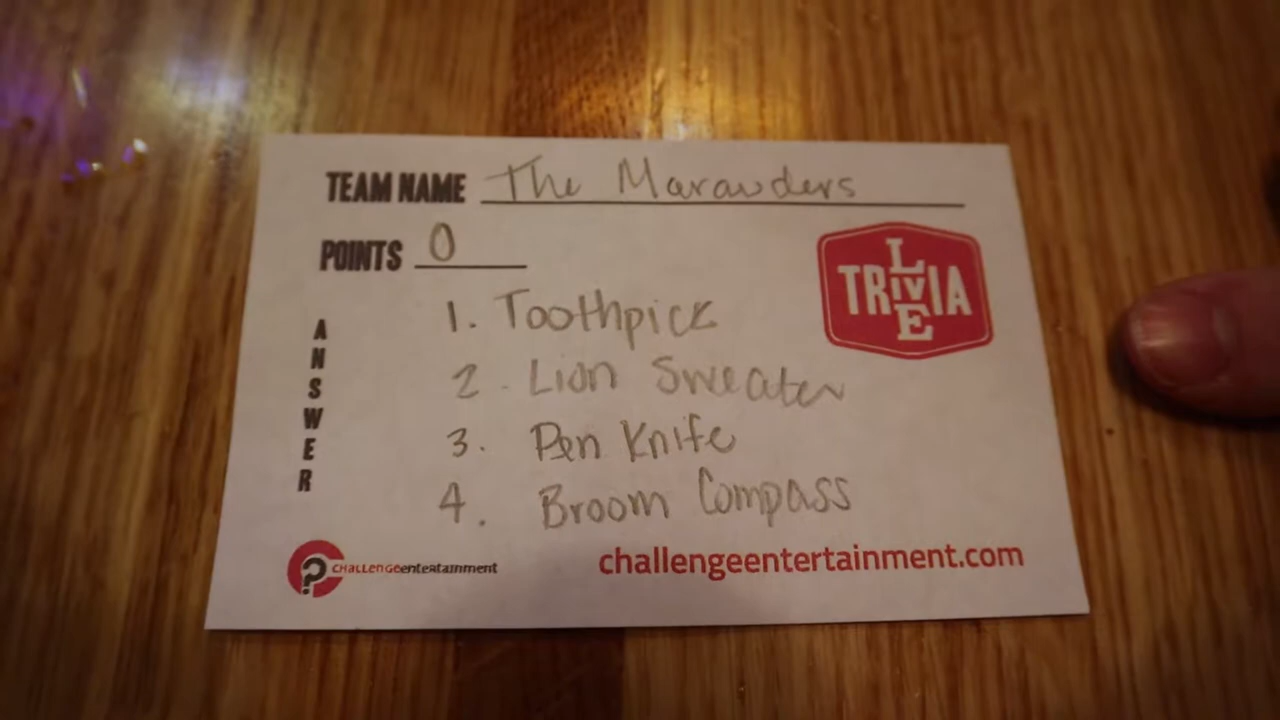 TEAM NAME The Marauders
POINTS 0
LIVE TRIVIA
ANSWER
1. Toothpick
2. Lion Sweater
3. Pen Knife
4. Broom Compass
? CHALLENGEentertainment
challengeentertainment.com